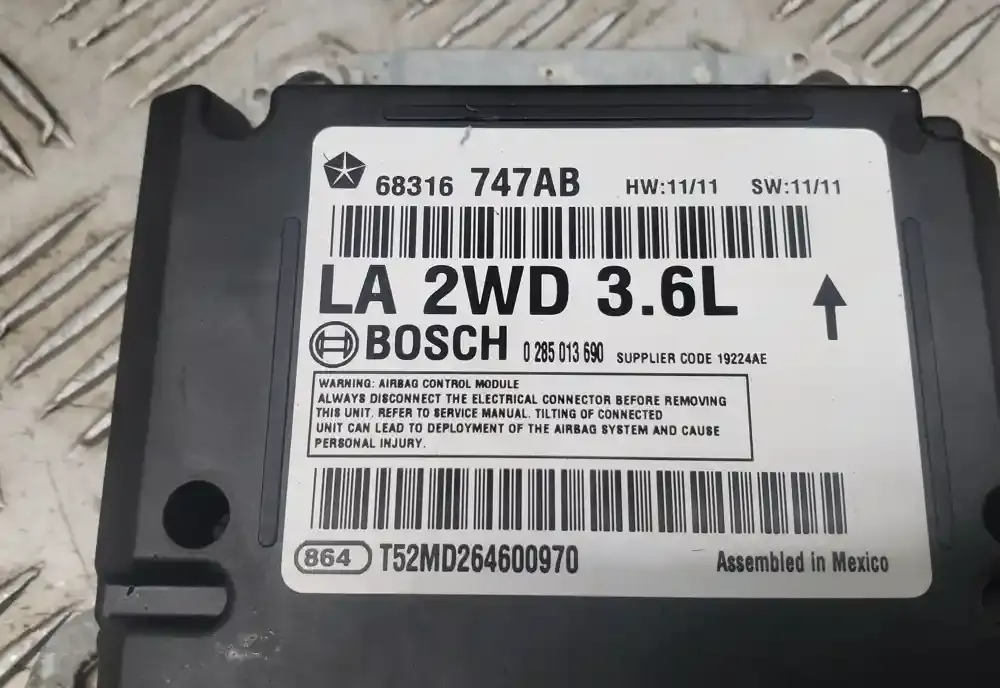 68316 747AB HW:11/11 SW:11/11
LA 2WD 3.6L
BOSCH 0 285 013 690 SUPPLIER CODE 19224AE
WARNING: AIRBAG CONTROL MODULE
ALWAYS DISCONNECT THE ELECTRICAL CONNECTOR BEFORE REMOVING
THIS UNIT. REFER TO SERVICE MANUAL. TILTING OF CONNECTED
UNIT CAN LEAD TO DEPLOYMENT OF THE AIRBAG SYSTEM AND CAUSE
PERSONAL INJURY.
864 T52MD264600970 Assembled in Mexico